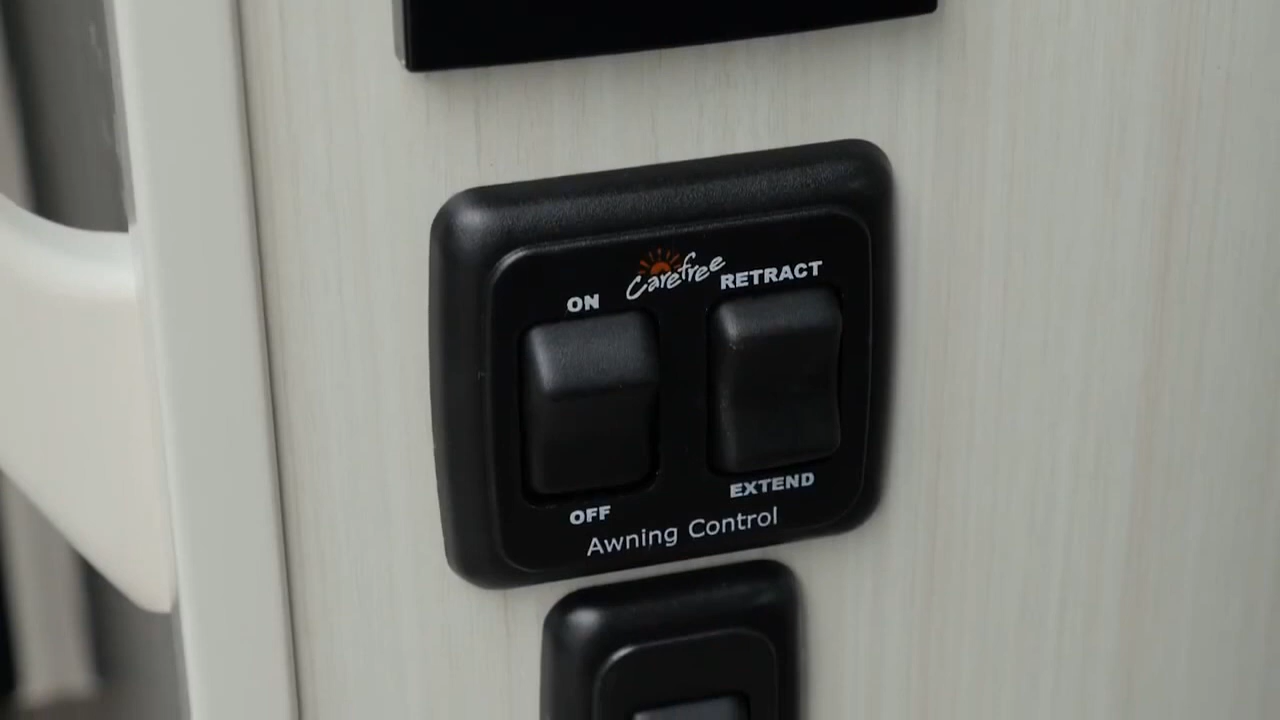 Carefree
ON
RETRACT
OFF
EXTEND
Awning Control